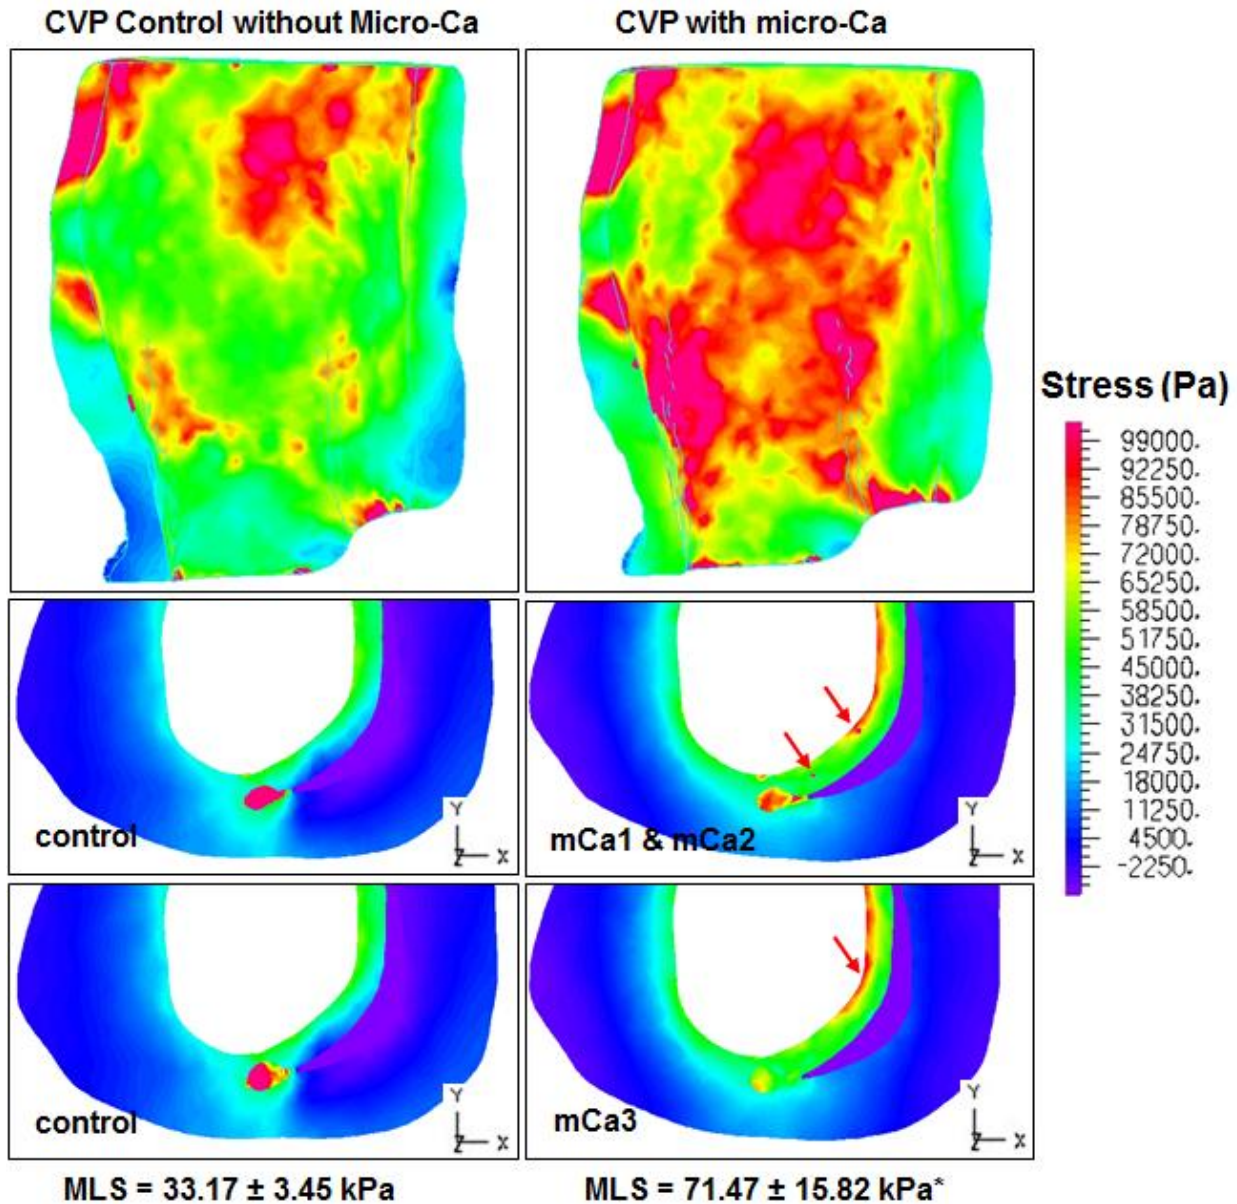 CVP Control without Micro-Ca
CVP with micro-Ca
Stress (Pa)
99000.
92250.
85500.
78750.
72000.
65250.
58500.
51750.
45000.
38250.
31500.
24750.
18000.
11250.
4500.
-2250.
control
Y
Z
X
mCa1 & mCa2
Y
Z
X
control
Y
Z
X
mCa3
Y
Z
X
MLS = 33.17 ± 3.45 kPa
MLS = 71.47 ± 15.82 kPa*